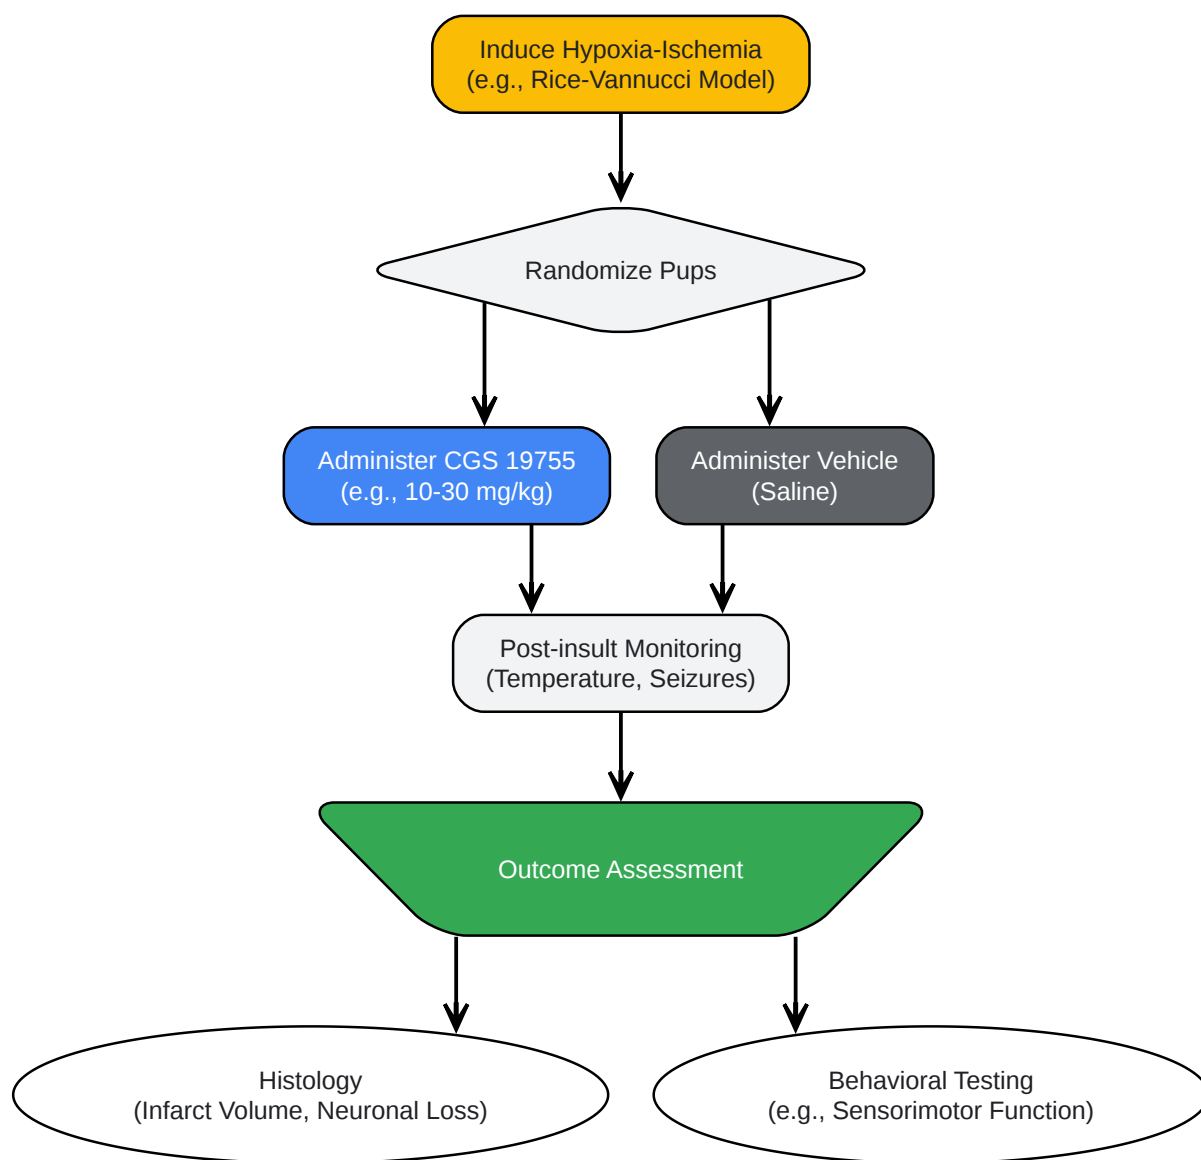 Induce Hypoxia-Ischemia
(e.g., Rice-Vannucci Model)
Randomize Pups
Administer CGS 19755
(e.g., 10-30 mg/kg)
Administer Vehicle
(Saline)
Post-insult Monitoring
(Temperature, Seizures)
Outcome Assessment
Histology
(Infarct Volume, Neuronal Loss)
Behavioral Testing
(e.g., Sensorimotor Function)